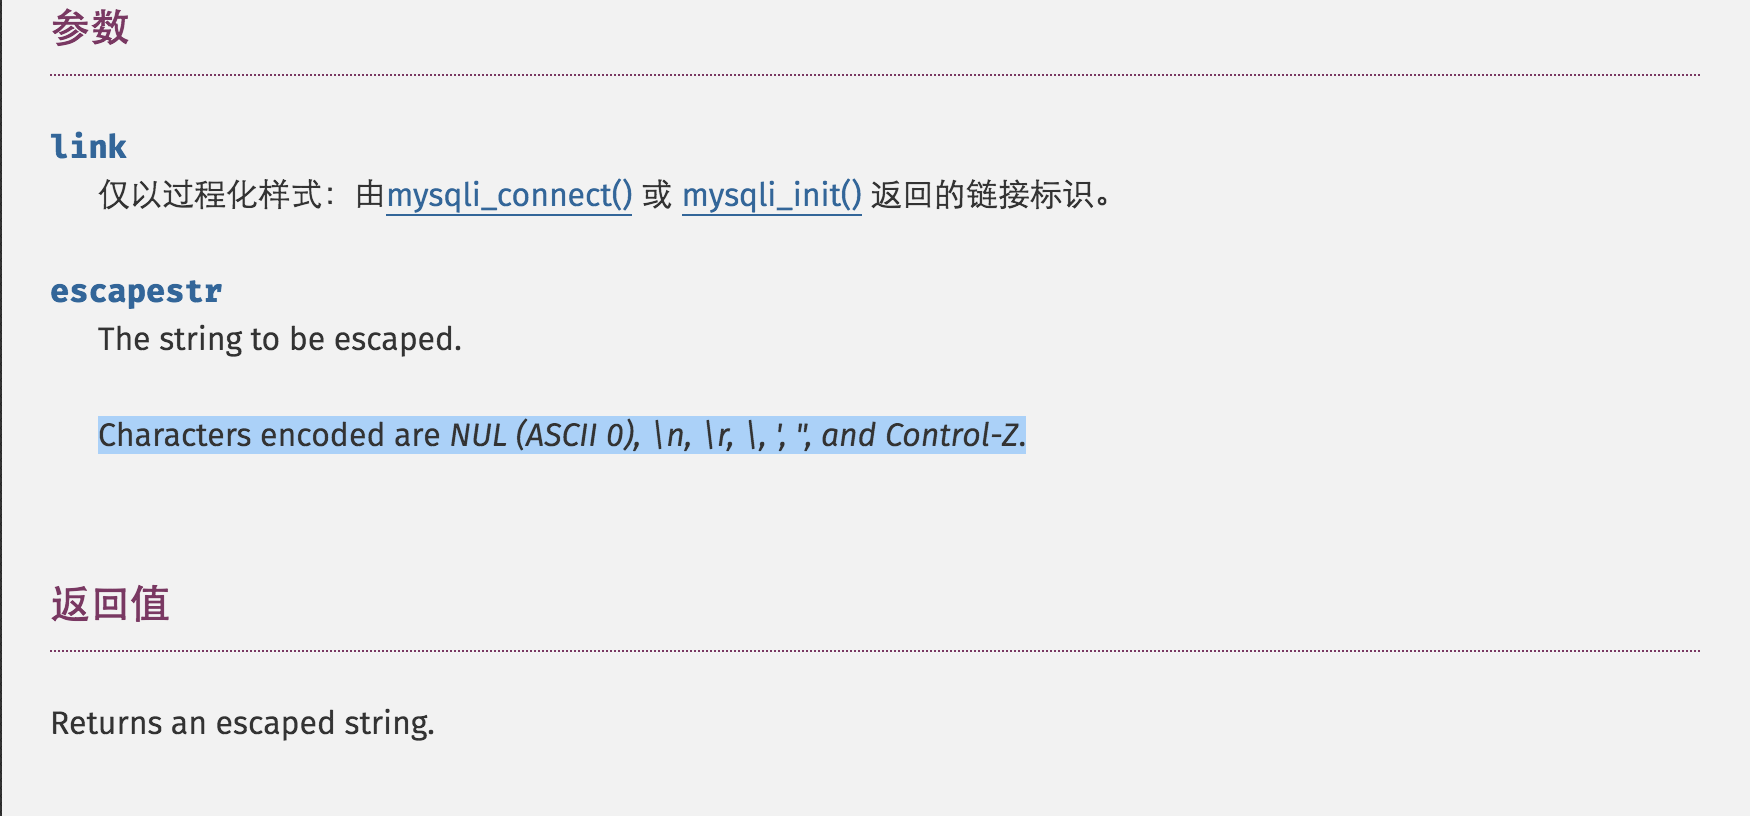 参数
link
仅以过程化样式：由mysqli_connect() 或 mysqli_init() 返回的链接标识。
escapestr
The string to be escaped.
Characters encoded are NUL (ASCII 0), \n, \r, \, ', ", and Control-Z.
返回值
Returns an escaped string.